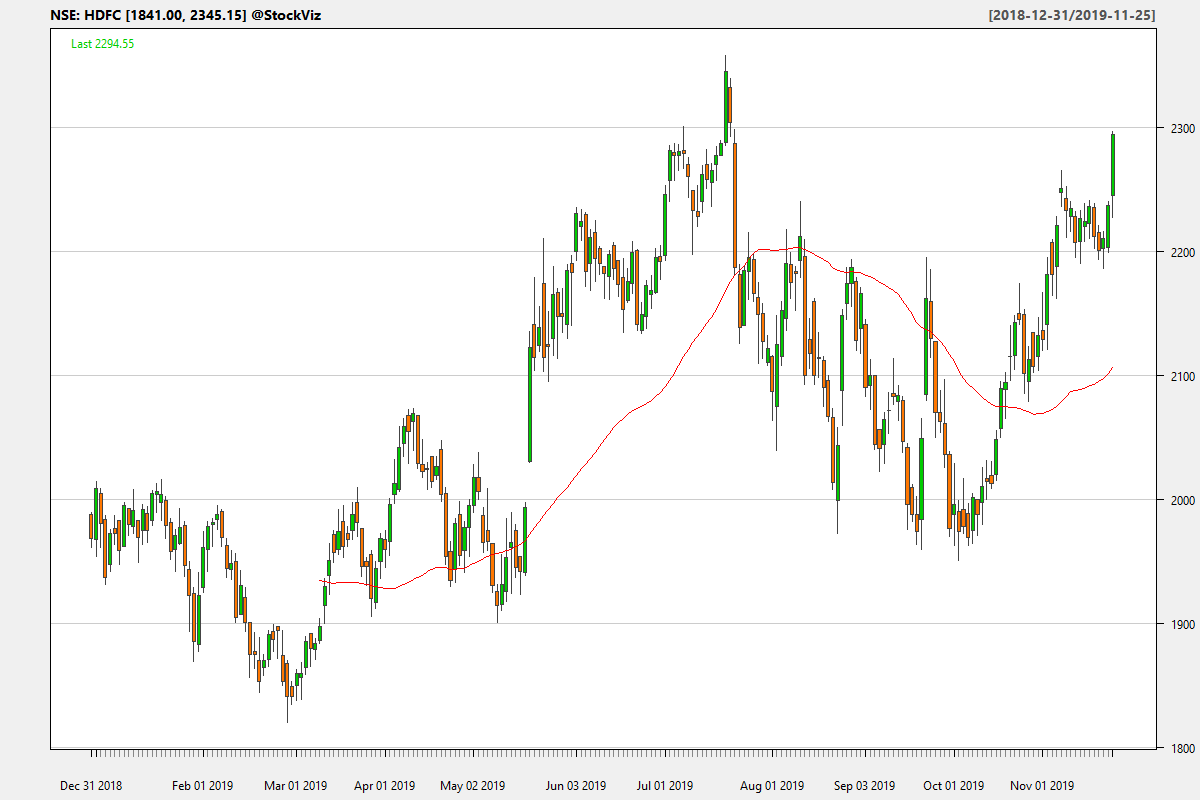 NSE: HDFC [1841.00, 2345.15] @StockViz [2018-12-31/2019-11-25]
Last 2294.55
2300
2200
2100
2000
1900
1800
Dec 31 2018 Feb 01 2019 Mar 01 2019 Apr 01 2019 May 02 2019 Jun 03 2019 Jul 01 2019 Aug 01 2019 Sep 03 2019 Oct 01 2019 Nov 01 2019